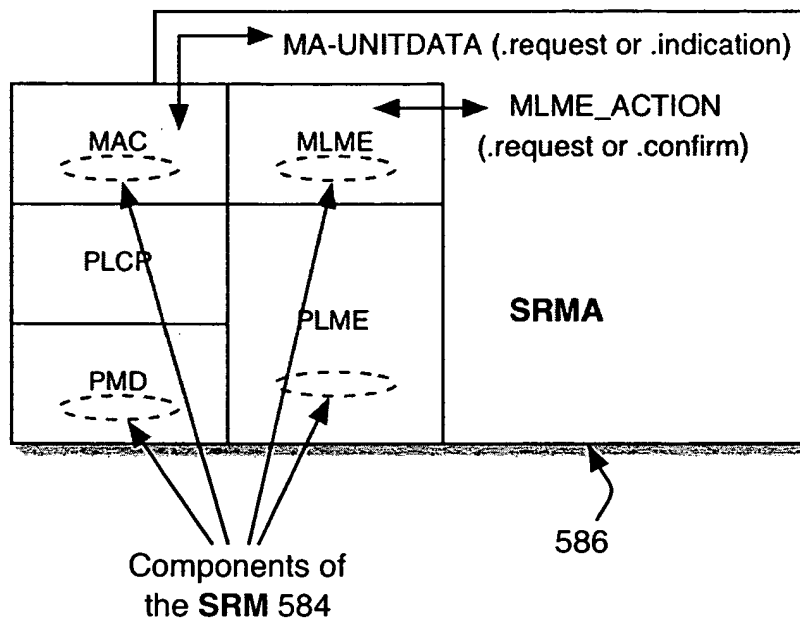 MA-UNITDATA (.request or .indication)
MLME_ACTION
(.request or .confirm)
MAC
MLME
PLCP
PLME
SRMA
PMD
586
Components of
the SRM 584